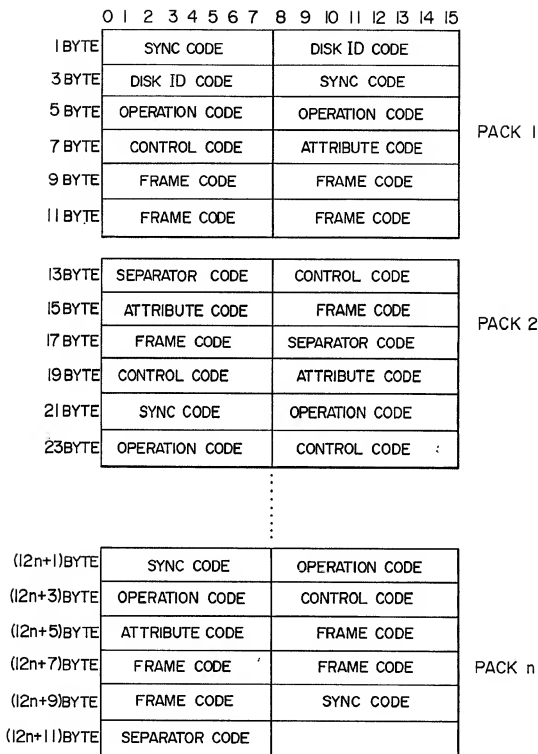 0 1 2 3 4 5 6 7 8 9 10 11 12 13 14 15
1 BYTE SYNC CODE DISK ID CODE
3 BYTE DISK ID CODE SYNC CODE
5 BYTE OPERATION CODE OPERATION CODE
7 BYTE CONTROL CODE ATTRIBUTE CODE
PACK 1
9 BYTE FRAME CODE FRAME CODE
11 BYTE FRAME CODE FRAME CODE
13BYTE SEPARATOR CODE CONTROL CODE
15BYTE ATTRIBUTE CODE FRAME CODE
PACK 2
17 BYTE FRAME CODE SEPARATOR CODE
19BYTE CONTROL CODE ATTRIBUTE CODE
21BYTE SYNC CODE OPERATION CODE
23BYTE OPERATION CODE CONTROL CODE
(12n+1)BYTE SYNC CODE OPERATION CODE
(12n+3)BYTE OPERATION CODE CONTROL CODE
(12n+5)BYTE ATTRIBUTE CODE FRAME CODE
(12n+7)BYTE FRAME CODE FRAME CODE PACK n
(12n+9)BYTE FRAME CODE SYNC CODE
(12n+11)BYTE SEPARATOR CODE